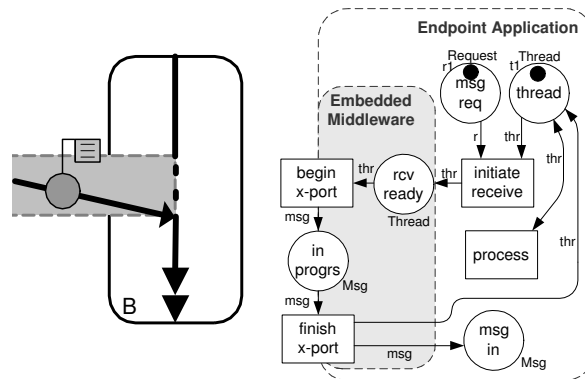 Endpoint Application
Request
r1
msg
req
Thread
t1
thread
Embedded
Middleware
r
thr
thr
begin
x-port
thr
rcv
ready
thr
initiate
receive
Thread
msg
in
progrs
Msg
process
thr
msg
finish
x-port
msg
msg
in
Msg
B